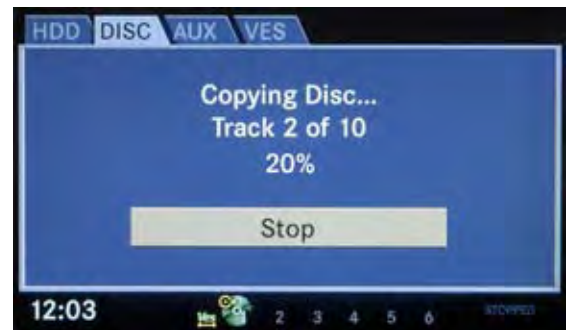 HDD DISC AUX VES
Copying Disc...
Track 2 of 10
20%
Stop
12:03 2 3 4 5 6 STOPPED